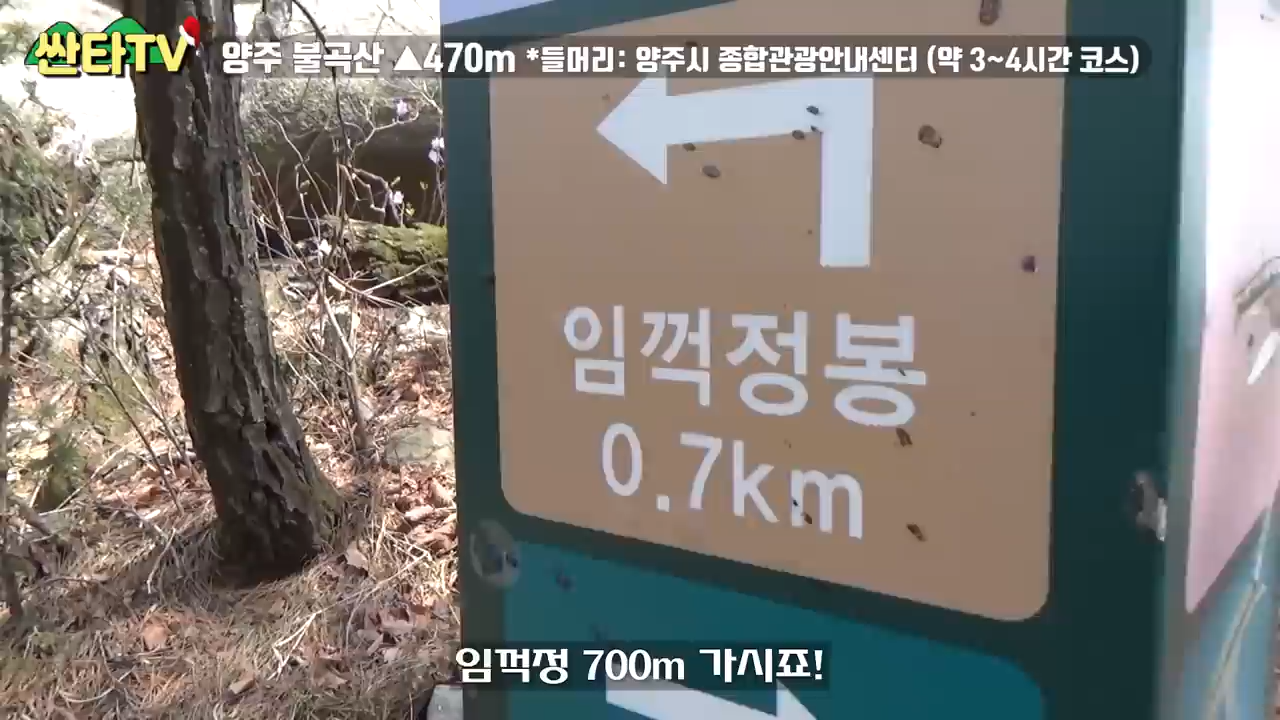 싼타TV
양주 불곡산 ▲470m *들머리: 양주시 종합관광안내센터 (약 3~4시간 코스)
임꺽정봉
0.7km
임꺽정 700m 가시죠!